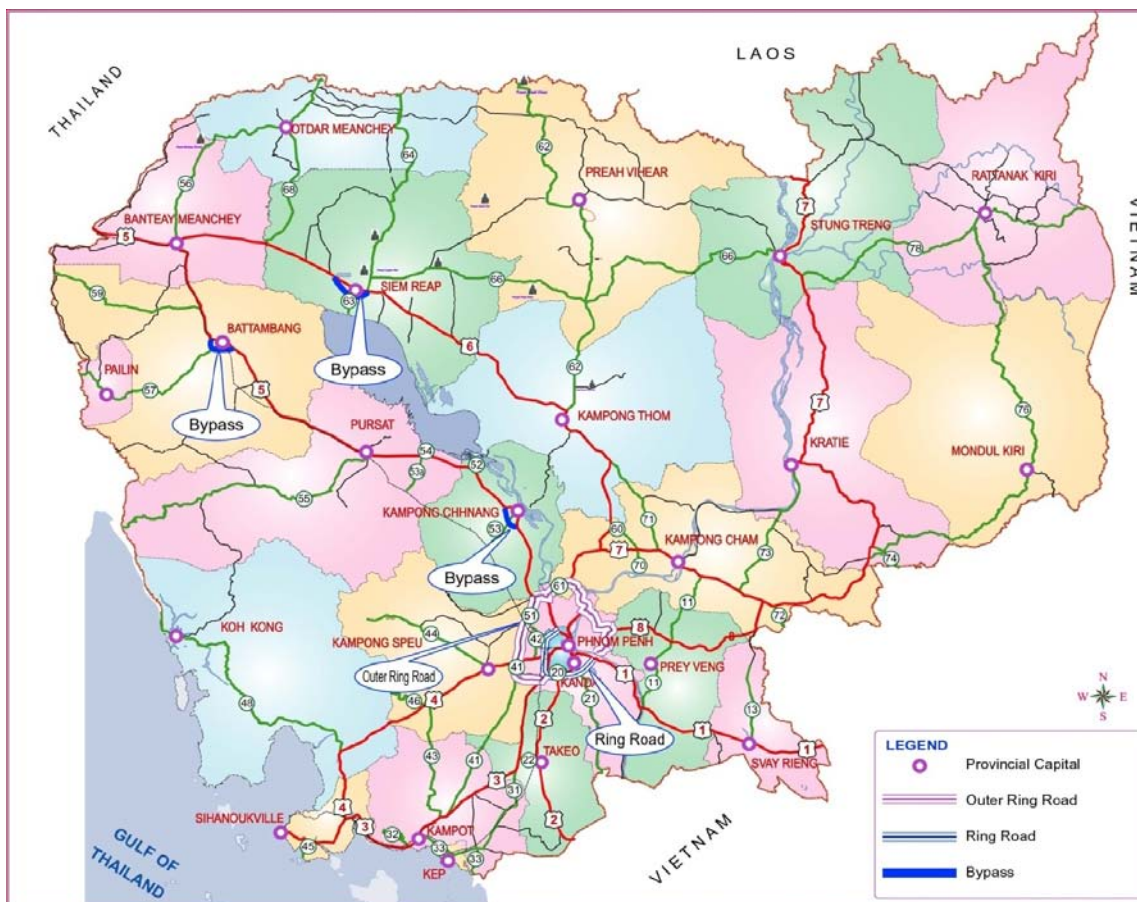 LAOS
THAILAND
OTDAR MEANCHEY
64
62
PREAH VIHEAR
RATTANAK KIRI
56
68
7
BANTEAY MEANCHEY
STUNG TRENG
VIETNAM
5
78
66
66
SIEM REAP
59
63
BATTAMBANG
6
Bypass
62
PAILIN
57
5
7
Bypass
KAMPONG THOM
76
PURSAT
KRATIE
MONDUL KIRI
54
52
53a
55
KAMPONG CHHNANG
53
60
71
KAMPONG CHAM
7
70
73
74
Bypass
61
11
51
72
KOH KONG
KAMPONG SPEU
44
42
PHNOM PENH
8
Outer Ring Road
41
20
KANDA
1
PREY VENG
11
46
4
21
48
2
13
1
1
Ring Road
SVAY RIENG
43
41
22
TAKEO
3
31
4
2
SIHANOUKVILLE
3
32
KAMPOT
45
33
33
KEP
GULF OF
THAILAND
VIETNAM
N
W
E
S
LEGEND
Provincial Capital
Outer Ring Road
Ring Road
Bypass